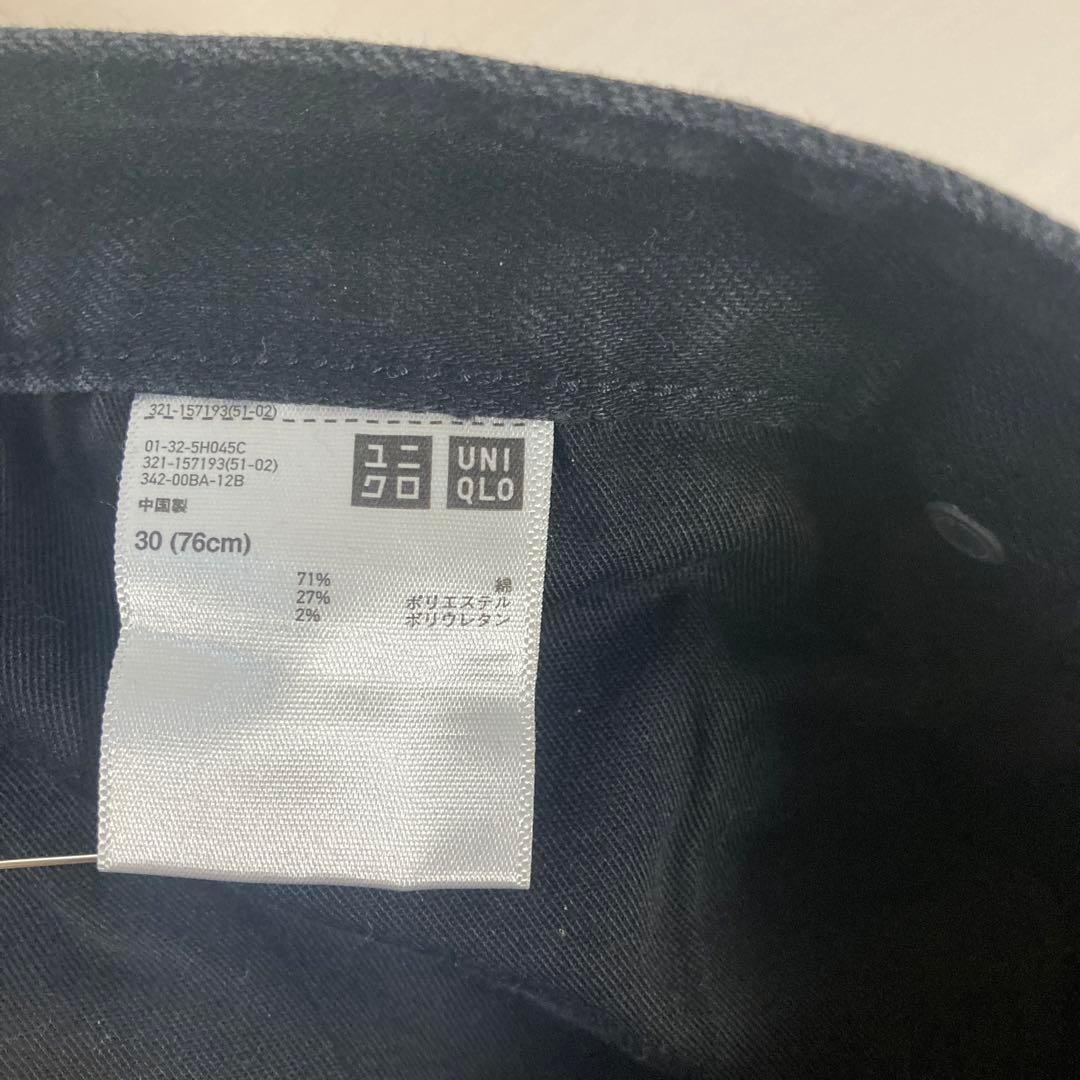 321-157193(51-02)
01-32-5H045C
321-157193(51-02)
342-00BA-12B
中国製
30 (76cm)
ユニ
クロ
UNI
QLO
71% 綿
27% ポリエステル
2% ポリウレタン